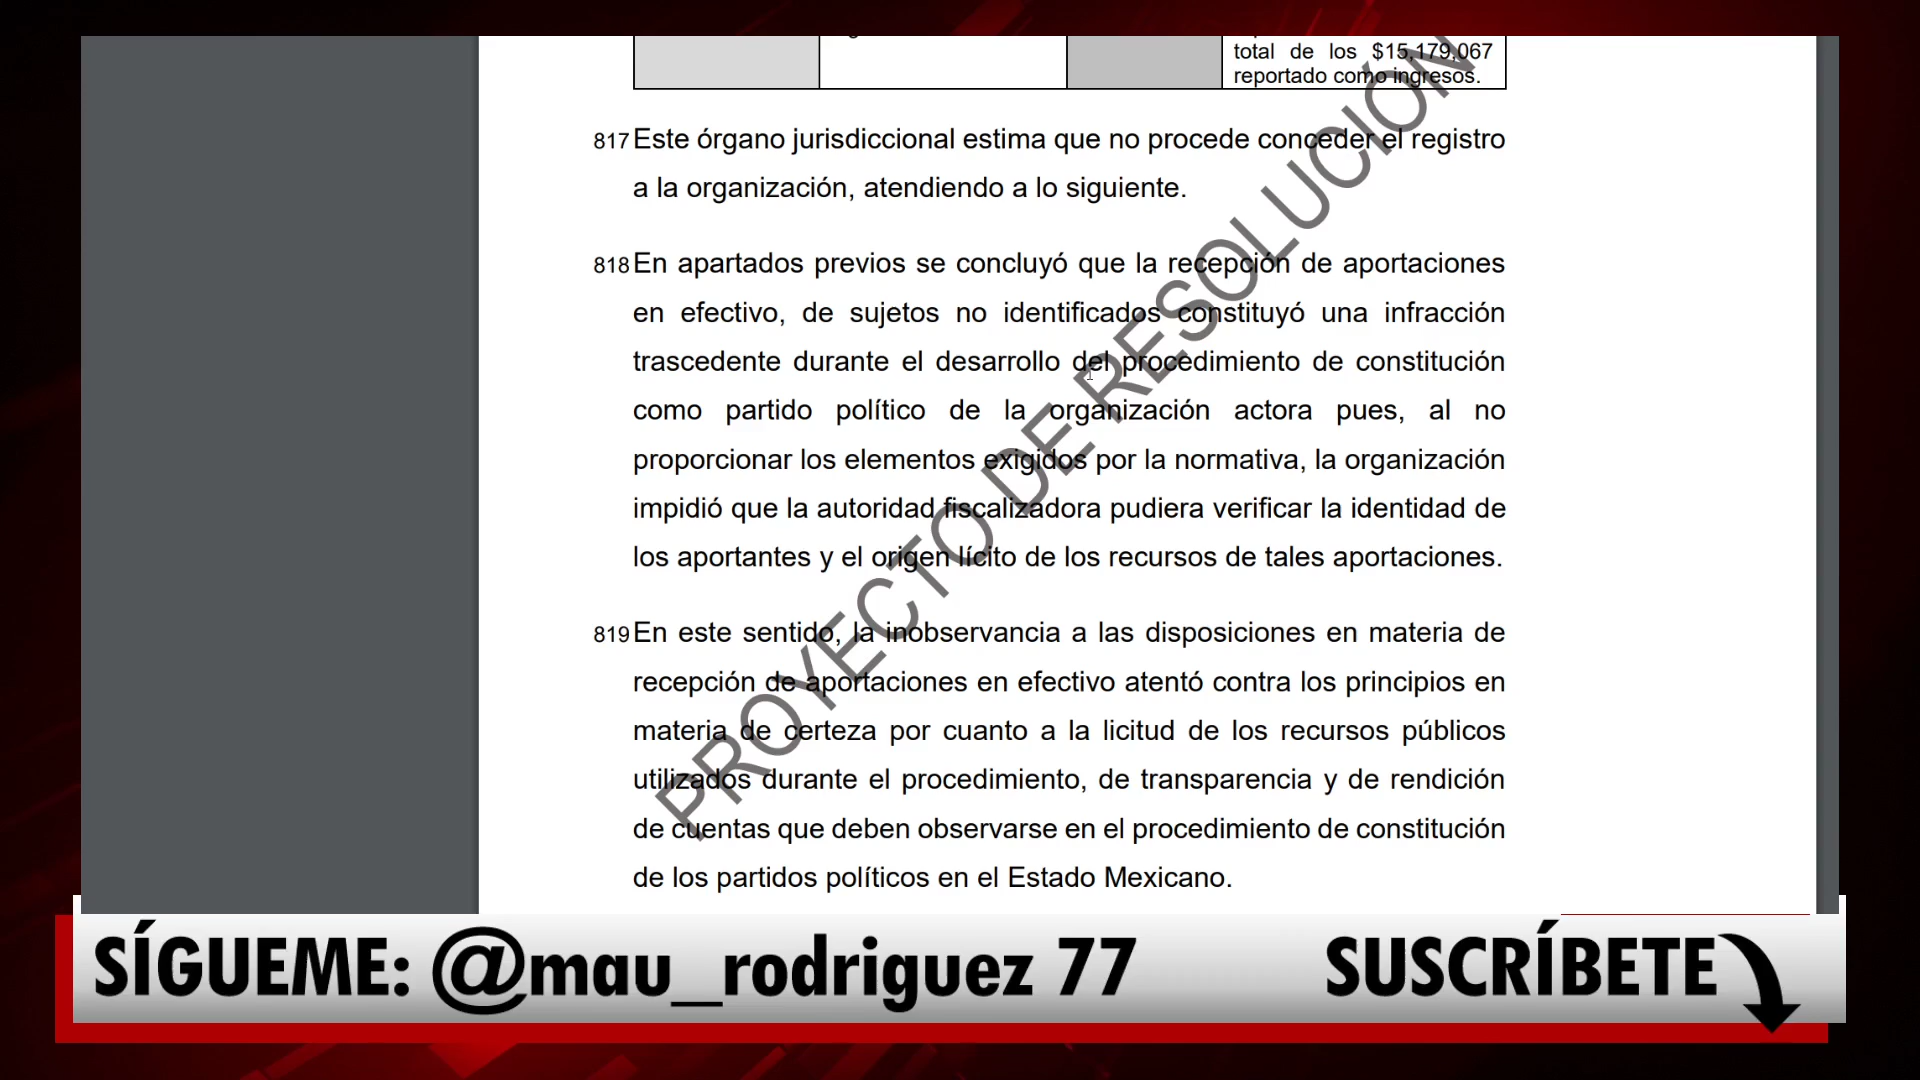 total de los $15,179,067
reportado como ingresos.
817 Este órgano jurisdiccional estima que no procede conceder el registro
a la organización, atendiendo a lo siguiente.
818 En apartados previos se concluyó que la recepción de aportaciones
en efectivo, de sujetos no identificados constituyó una infracción
trascedente durante el desarrollo del procedimiento de constitución
como partido político de la organización actora pues, al no
proporcionar los elementos exigidos por la normativa, la organización
impidió que la autoridad fiscalizadora pudiera verificar la identidad de
los aportantes y el origen lícito de los recursos de tales aportaciones.
819 En este sentido, la inobservancia a las disposiciones en materia de
recepción de aportaciones en efectivo atentó contra los principios en
materia de certeza por cuanto a la licitud de los recursos públicos
utilizados durante el procedimiento, de transparencia y de rendición
de cuentas que deben observarse en el procedimiento de constitución
de los partidos políticos en el Estado Mexicano.
PROYECTO DE RESOLUCIÓN
SÍGUEME: @mau_rodriguez 77
SUSCRÍBETE